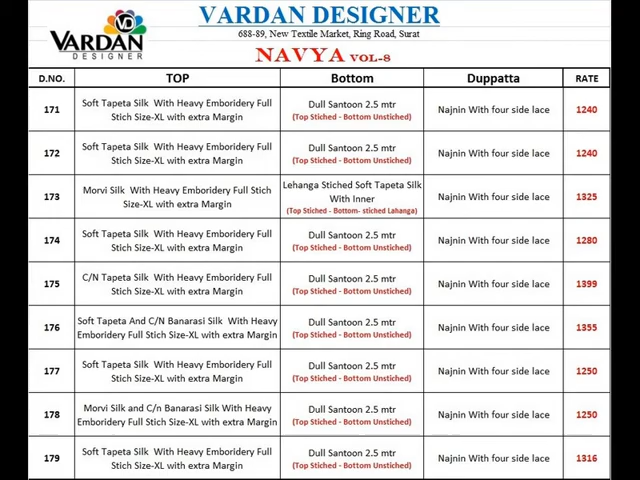 VD
VARDAN
DESIGNER
VARDAN DESIGNER
688-89, New Textile Market, Ring Road, Surat
NAVYA VOL-8
D.NO. TOP Bottom Duppatta RATE
171 Soft Tapeta Silk With Heavy Emboridery Full Dull Santoon 2.5 mtr Najnin With four side lace 1240
Stich Size-XL with extra Margin (Top Stiched - Bottom Unstiched)
172 Soft Tapeta Silk With Heavy Emboridery Full Dull Santoon 2.5 mtr Najnin With four side lace 1240
Stich Size-XL with extra Margin (Top Stiched - Bottom Unstiched)
173 Morvi Silk With Heavy Emboridery Full Stich Lehanga Stiched Soft Tapeta Silk Najnin With four side lace 1325
Size-XL with extra Margin With Inner
(Top Stiched - Bottom- stiched Lahanga)
174 Soft Tapeta Silk With Heavy Emboridery Full Dull Santoon 2.5 mtr Najnin With four side lace 1280
Stich Size-XL with extra Margin (Top Stiched - Bottom Unstiched)
175 C/N Tapeta Silk With Heavy Emboridery Full Dull Santoon 2.5 mtr Najnin With four side lace 1399
Stich Size-XL with extra Margin (Top Stiched - Bottom Unstiched)
176 Soft Tapeta And C/N Banarasi Silk With Heavy Dull Santoon 2.5 mtr Najnin With four side lace 1355
Emboridery Full Stich Size-XL with extra Margin (Top Stiched - Bottom Unstiched)
177 Soft Tapeta Silk With Heavy Emboridery Full Dull Santoon 2.5 mtr Najnin With four side lace 1250
Stich Size-XL with extra Margin (Top Stiched - Bottom Unstiched)
178 Morvi Silk and C/n Banarasi Silk With Heavy Dull Santoon 2.5 mtr Najnin With four side lace 1250
Emboridery Full Stich Size-XL with extra Margin (Top Stiched - Bottom Unstiched)
179 Soft Tapeta Silk With Heavy Emboridery Full Dull Santoon 2.5 mtr Najnin With four side lace 1316
Stich Size-XL with extra Margin (Top Stiched - Bottom Unstiched)